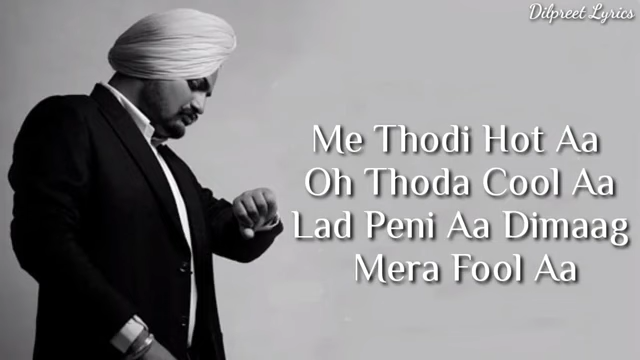 Dilpreet Lyrics
Me Thodi Hot Aa
Oh Thoda Cool Aa
Lad Peni Aa Dimaag
Mera Fool Aa